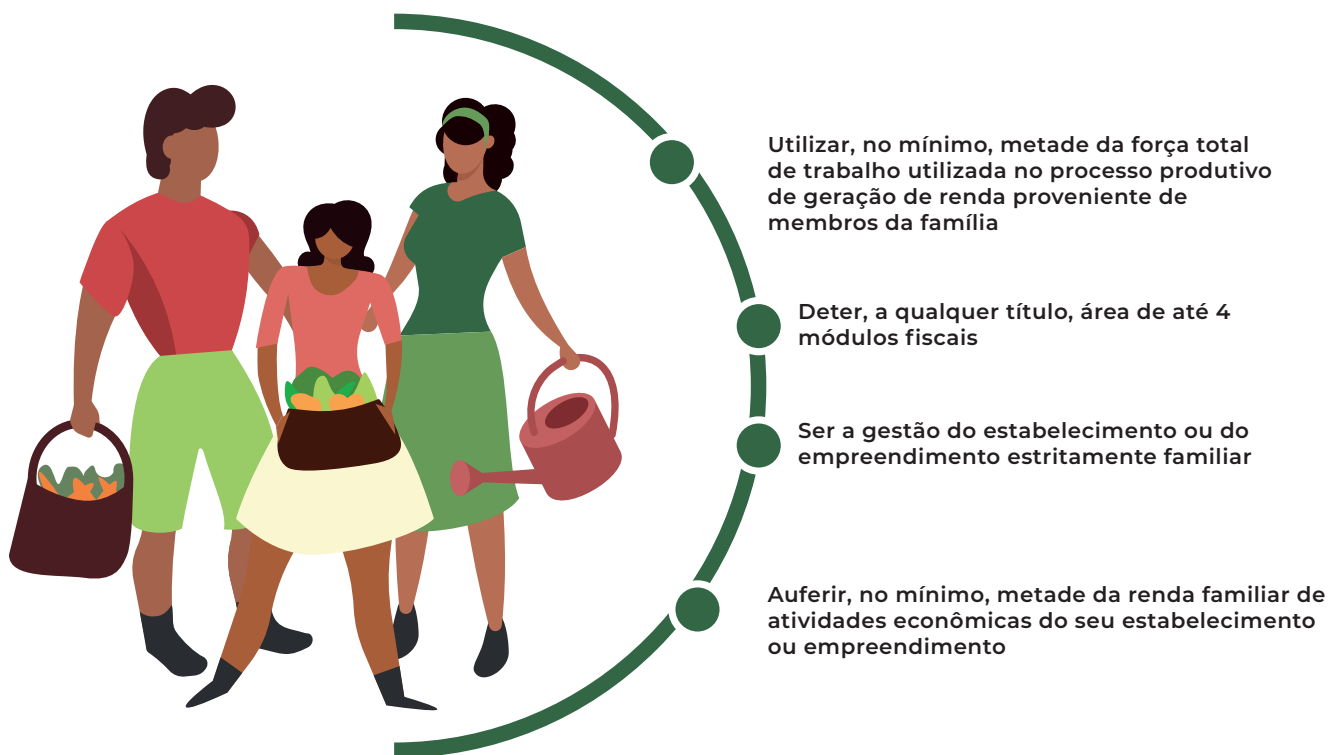 Utilizar, no mínimo, metade da força total
de trabalho utilizada no processo produtivo
de geração de renda proveniente de
membros da família
Deter, a qualquer título, área de até 4
módulos fiscais
Ser a gestão do estabelecimento ou do
empreendimento estritamente familiar
Auferir, no mínimo, metade da renda familiar de
atividades econômicas do seu estabelecimento
ou empreendimento